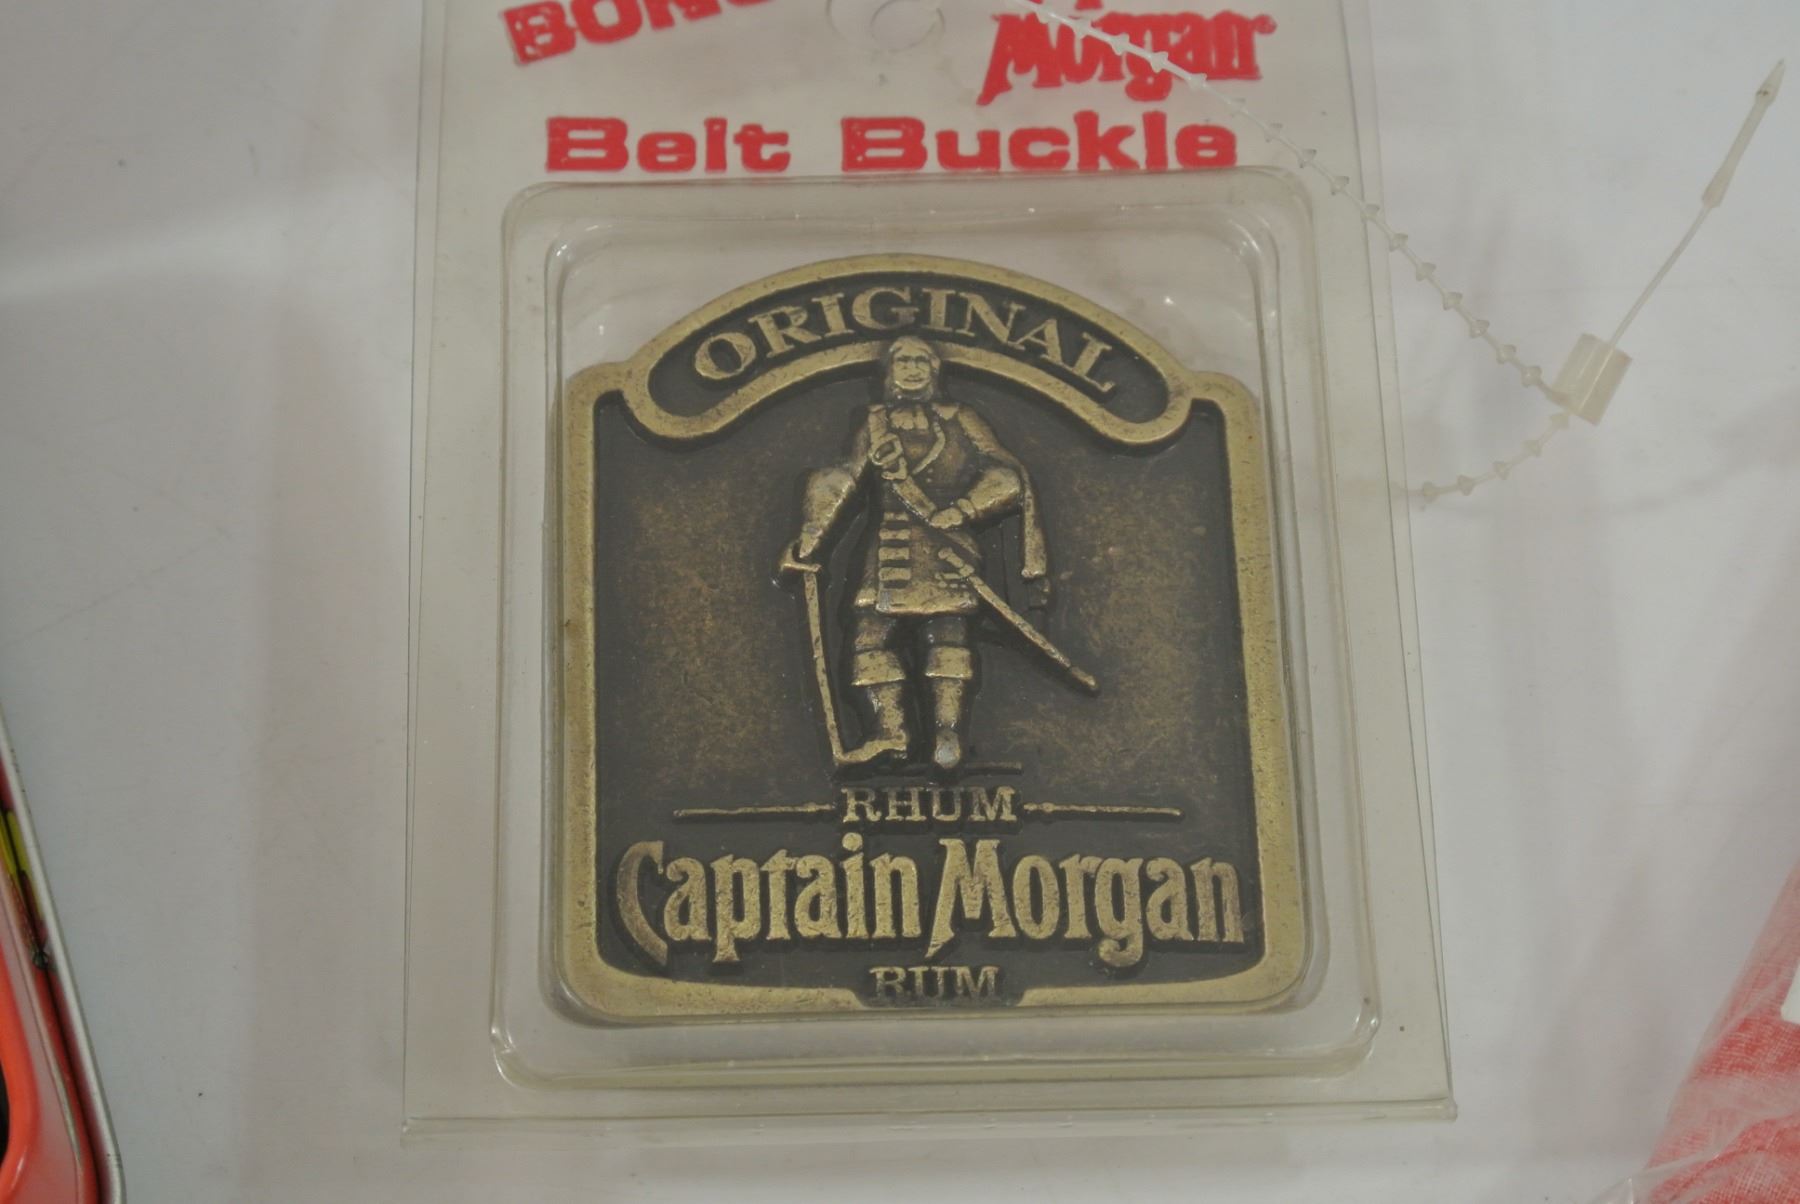 Morgan®
Belt Buckle
ORIGINAL
RHUM
Captain Morgan
RUM